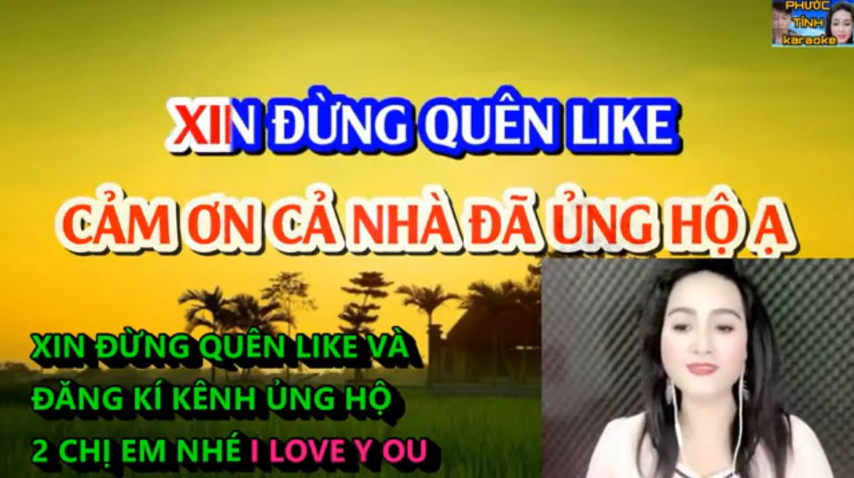 PHƯỚC
TÍNH
karaoke
XIN ĐỪNG QUÊN LIKE
CẢM ƠN CẢ NHÀ ĐÃ ỦNG HỘ Ạ
XIN ĐỪNG QUÊN LIKE VÀ
ĐĂNG KÍ KÊNH ỦNG HỘ
2 CHỊ EM NHÉ I LOVE Y OU